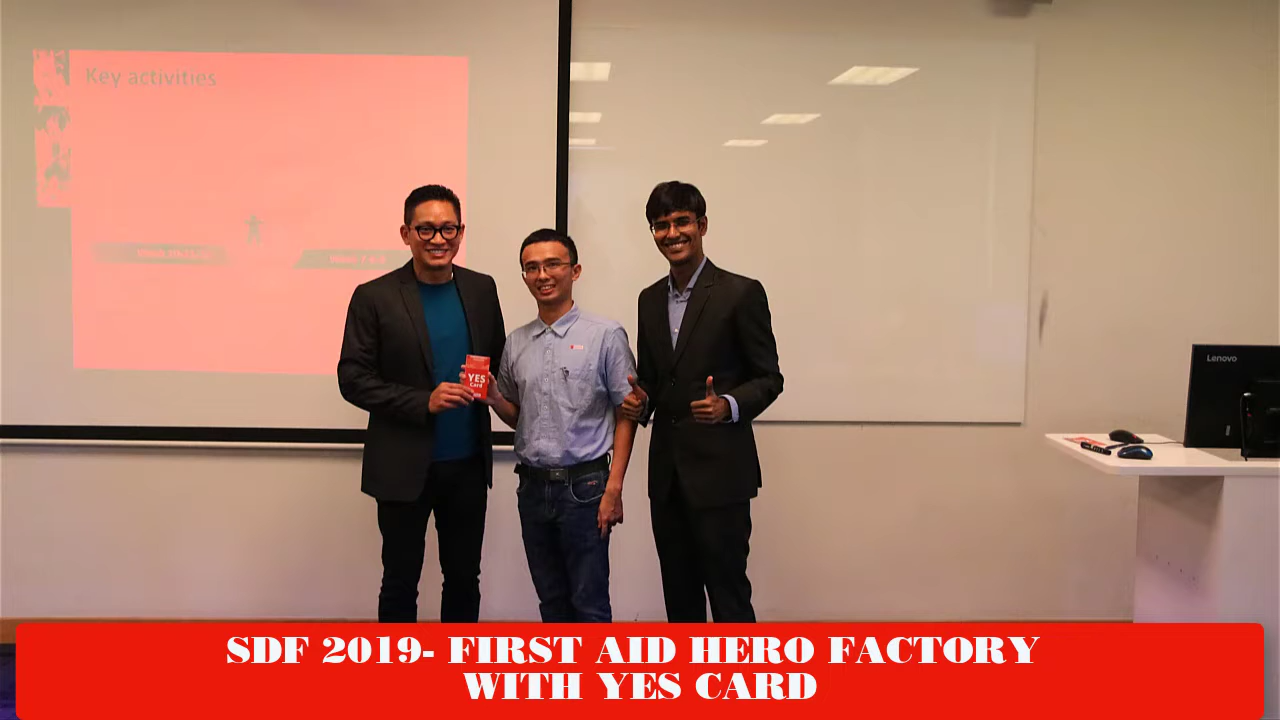 Key activities
YES
Card
Lenovo
SDF 2019- FIRST AID HERO FACTORY
WITH YES CARD